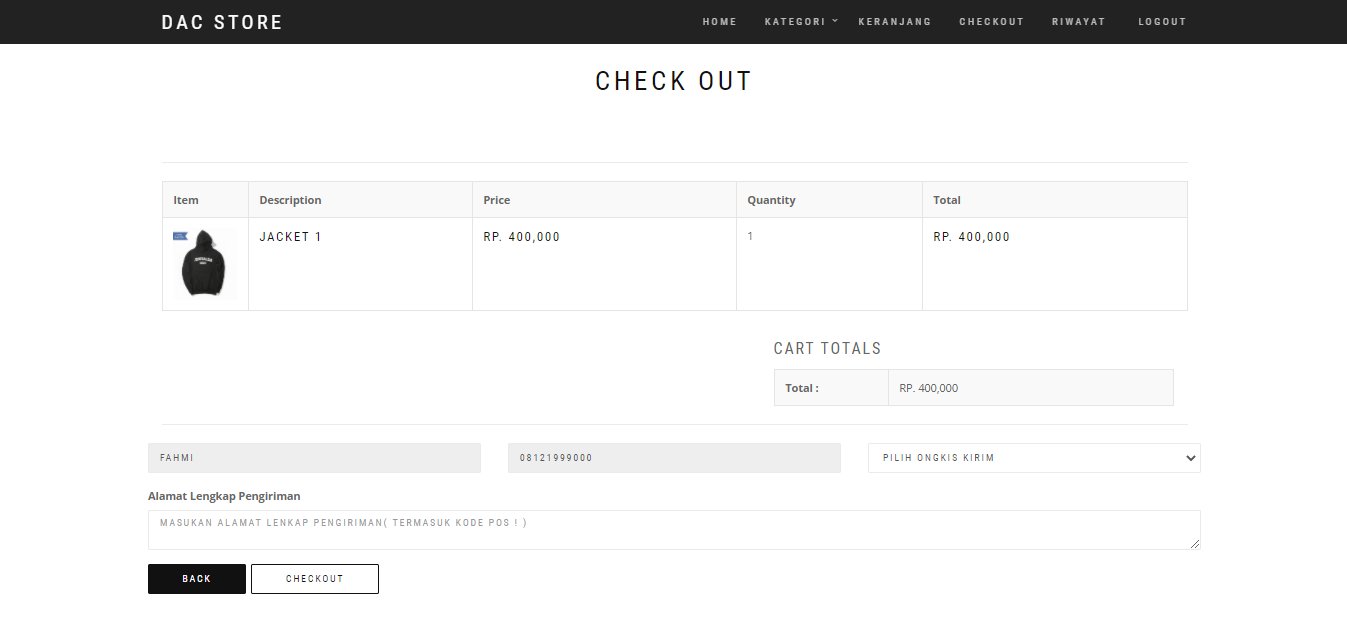 DAC STORE
HOME KATEGORI KERANJANG CHECKOUT RIWAYAT LOGOUT
CHECK OUT
Item Description Price Quantity Total
JACKET 1 RP. 400,000 1 RP. 400,000
CART TOTALS
Total : RP. 400,000
FAHMI 08121999000 PILIH ONGKIS KIRIM
Alamat Lengkap Pengiriman
MASUKAN ALAMAT LENKAP PENGIRIMAN( TERMASUK KODE POS ! )
BACK CHECKOUT